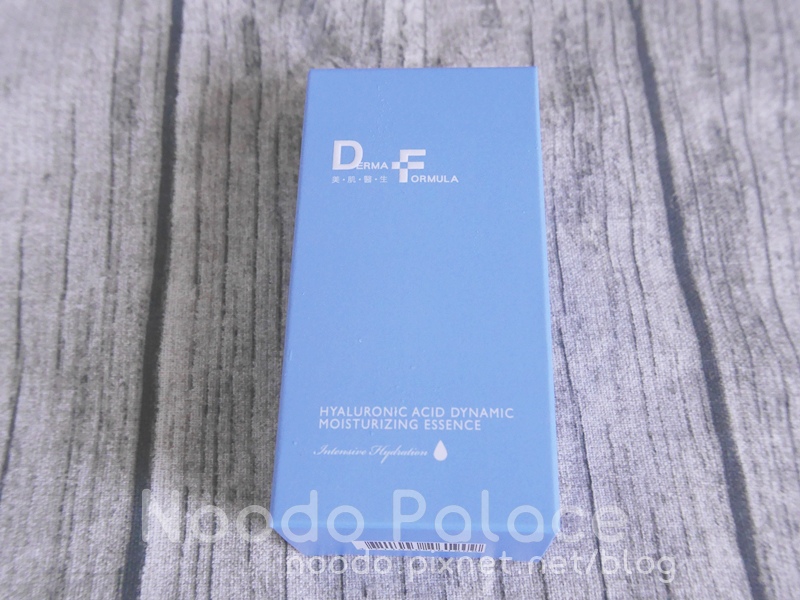 DERMA FORMULA
美・肌・醫・生
HYALURONIC ACID DYNAMIC
MOISTURIZING ESSENCE
Intensive Hydration
Noodo Palace
noodo.pixnet.net/blog